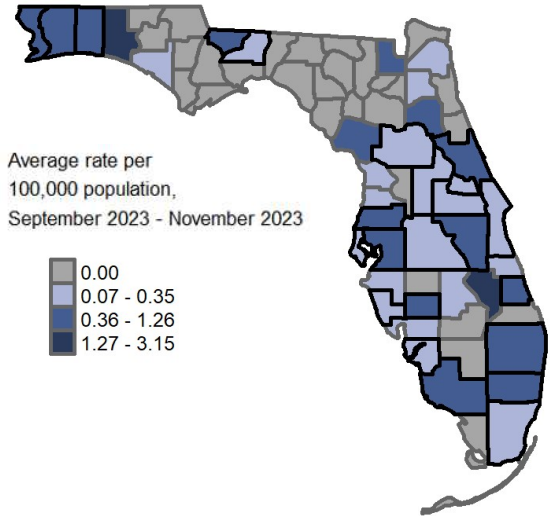 Average rate per
100,000 population,
September 2023 - November 2023
0.00
0.07 - 0.35
0.36 - 1.26
1.27 - 3.15